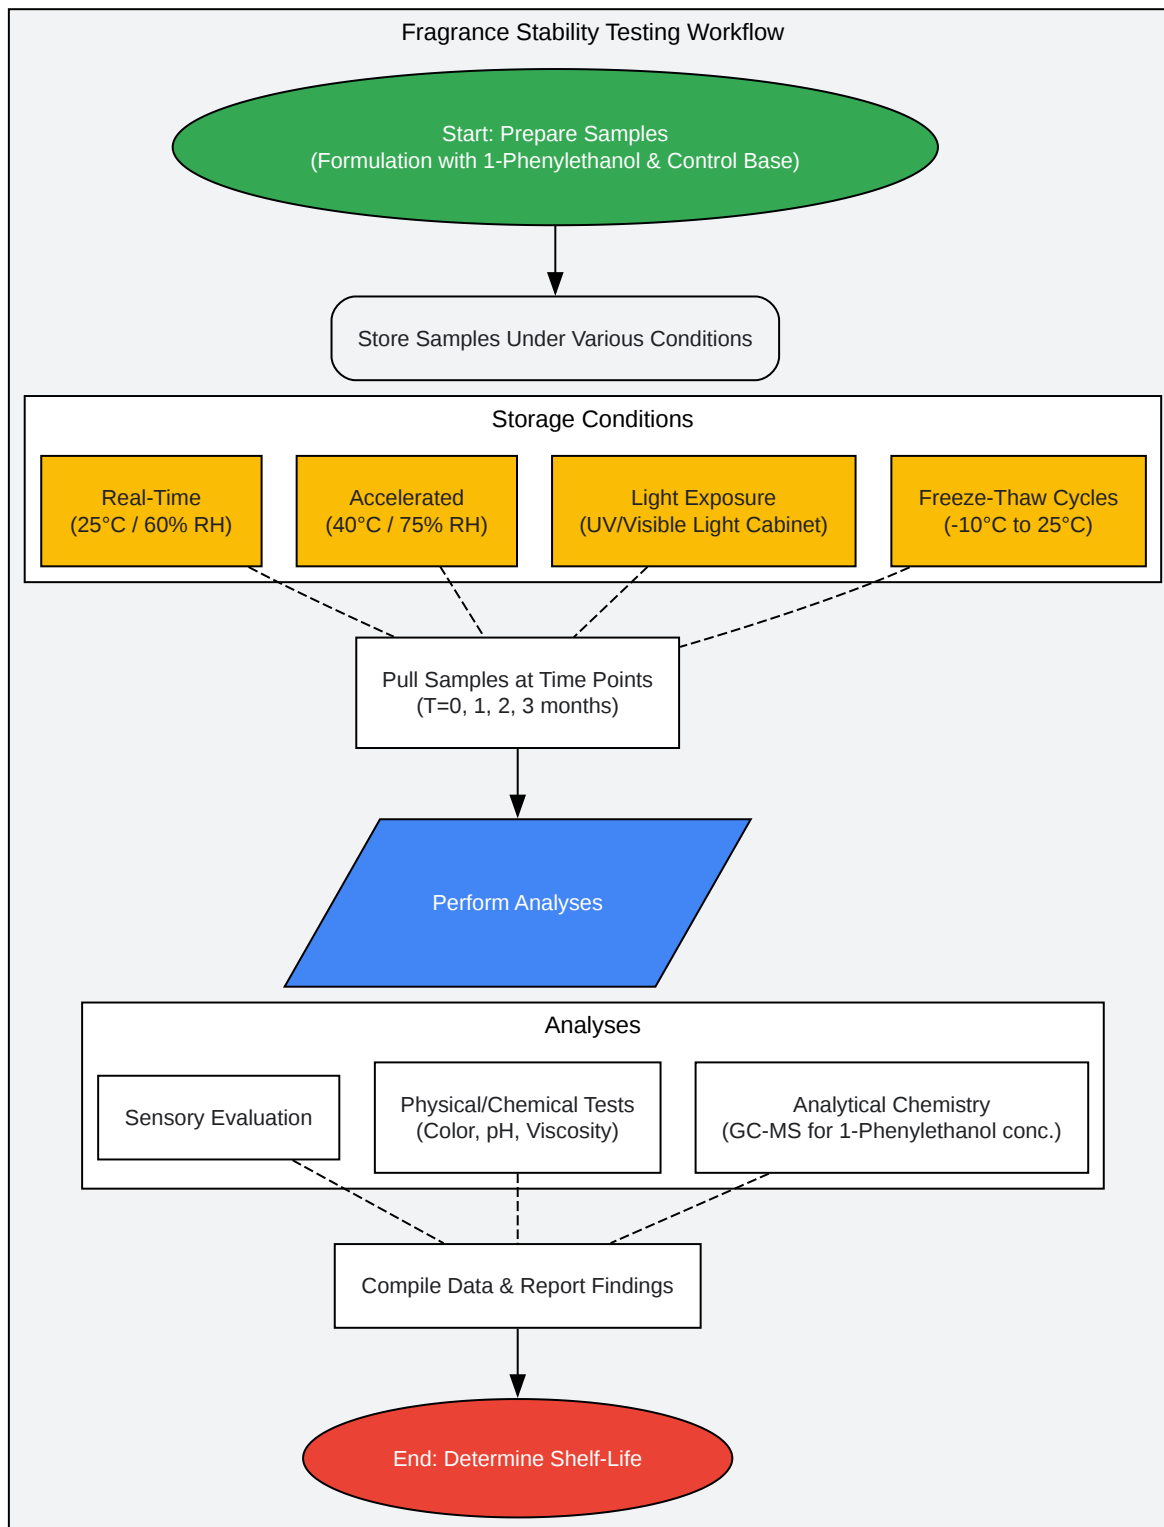 Fragrance Stability Testing Workflow
Start: Prepare Samples
(Formulation with 1-Phenylethanol & Control Base)
Store Samples Under Various Conditions
Storage Conditions
Real-Time
(25°C / 60% RH)
Accelerated
(40°C / 75% RH)
Light Exposure
(UV/Visible Light Cabinet)
Freeze-Thaw Cycles
(-10°C to 25°C)
Pull Samples at Time Points
(T=0, 1, 2, 3 months)
Perform Analyses
Analyses
Sensory Evaluation
Physical/Chemical Tests
(Color, pH, Viscosity)
Analytical Chemistry
(GC-MS for 1-Phenylethanol conc.)
Compile Data & Report Findings
End: Determine Shelf-Life